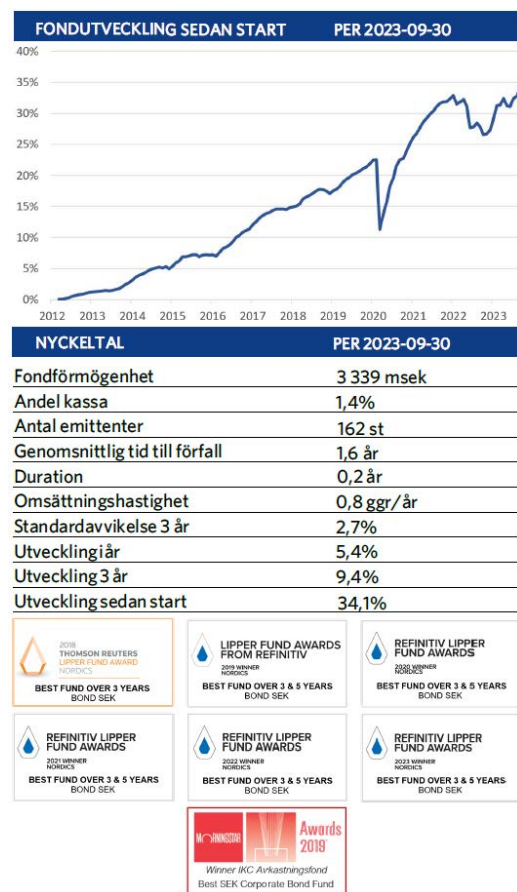 FONDUTVECKLING SEDAN START PER 2023-09-30
40%
35%
30%
25%
20%
15%
10%
5%
0%
2012 2013 2014 2015 2016 2017 2018 2019 2020 2021 2022 2023
NYCKELTAL PER 2023-09-30
Fondförmögenhet 3 339 msek
Andel kassa 1,4%
Antal emittenter 162 st
Genomsnittlig tid till förfall 1,6 år
Duration 0,2 år
Omsättningshastighet 0,8 ggr/år
Standardavvikelse 3 år 2,7%
Utveckling i år 5,4%
Utveckling 3 år 9,4%
Utveckling sedan start 34,1%
2018
THOMSON REUTERS
LIPPER FUND AWARD
NORDICS
BEST FUND OVER 3 YEARS
BOND SEK
LIPPER FUND AWARDS
FROM REFINITIV
2019 WINNER
NORDICS
BEST FUND OVER 3 & 5 YEARS
BOND SEK
REFINITIV LIPPER
FUND AWARDS
2020 WINNER
NORDICS
BEST FUND OVER 3 & 5 YEARS
BOND SEK
REFINITIV LIPPER
FUND AWARDS
2021 WINNER
NORDICS
BEST FUND OVER 3 & 5 YEARS
BOND SEK
REFINITIV LIPPER
FUND AWARDS
2022 WINNER
NORDICS
BEST FUND OVER 3 & 5 YEARS
BOND SEK
REFINITIV LIPPER
FUND AWARDS
2023 WINNER
NORDICS
BEST FUND OVER 3 & 5 YEARS
BOND SEK
MORNINGSTAR
Awards
2019
Winner IKC Avkastningsfond
Best SEK Corporate Bond Fund